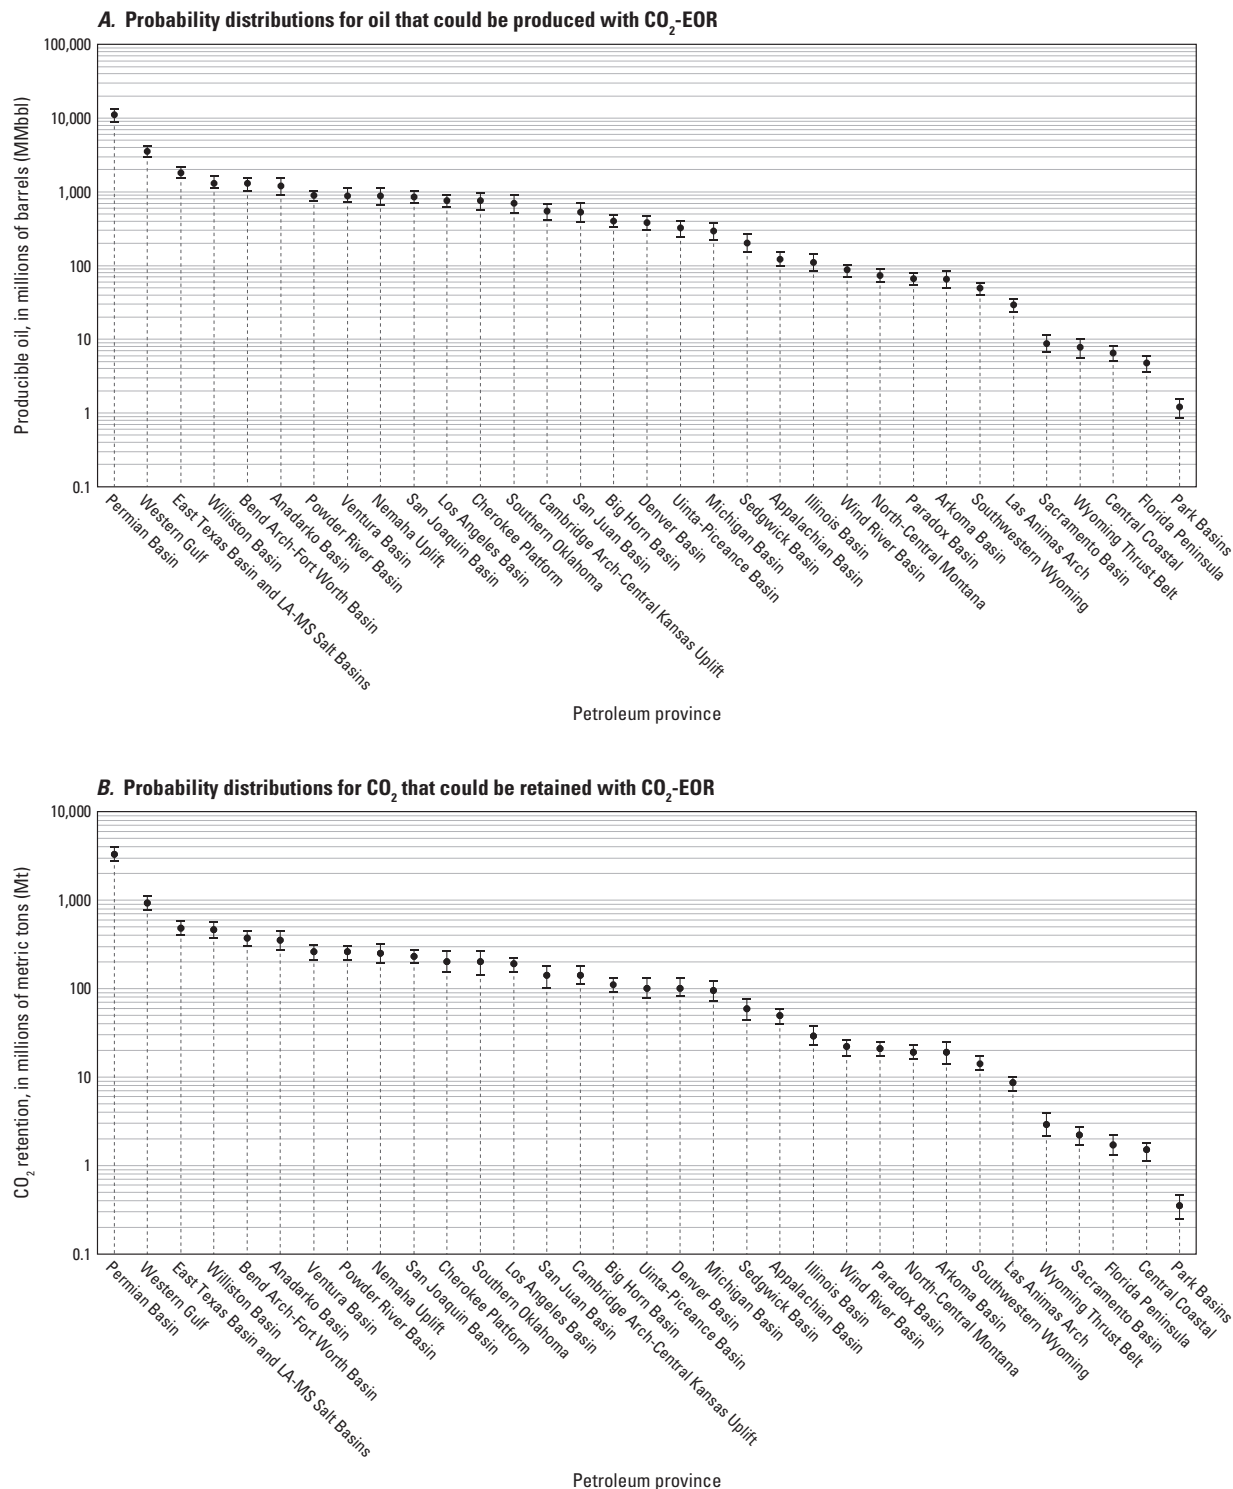 A. Probability distributions for oil that could be produced with CO2-EOR
Producible oil, in millions of barrels (MMbbl)
100,000
10,000
1,000
100
10
1
0.1
Permian Basin
Western Gulf
East Texas Basin and LA-MS Salt Basins
Williston Basin
Bend Arch-Fort Worth Basin
Anadarko Basin
Powder River Basin
Ventura Basin
Nemaha Uplift
San Joaquin Basin
Los Angeles Basin
Cherokee Platform
Southern Oklahoma
Cambridge Arch-Central Kansas Uplift
San Juan Basin
Big Horn Basin
Denver Basin
Uinta-Piceance Basin
Michigan Basin
Sedgwick Basin
Appalachian Basin
Illinois Basin
Wind River Basin
North-Central Montana
Paradox Basin
Arkoma Basin
Southwestern Wyoming
Las Animas Arch
Sacramento Basin
Wyoming Thrust Belt
Central Coastal
Florida Peninsula
Park Basins
Petroleum province
B. Probability distributions for CO2 that could be retained with CO2-EOR
CO2 retention, in millions of metric tons (Mt)
10,000
1,000
100
10
1
0.1
Permian Basin
Western Gulf
East Texas Basin and LA-MS Salt Basins
Williston Basin
Bend Arch-Fort Worth Basin
Anadarko Basin
Ventura Basin
Powder River Basin
Nemaha Uplift
San Joaquin Basin
Cherokee Platform
Southern Oklahoma
Los Angeles Basin
San Juan Basin
Cambridge Arch-Central Kansas Uplift
Big Horn Basin
Uinta-Piceance Basin
Denver Basin
Michigan Basin
Sedgwick Basin
Appalachian Basin
Illinois Basin
Wind River Basin
Paradox Basin
North-Central Montana
Arkoma Basin
Southwestern Wyoming
Las Animas Arch
Wyoming Thrust Belt
Sacramento Basin
Florida Peninsula
Central Coastal
Park Basins
Petroleum province